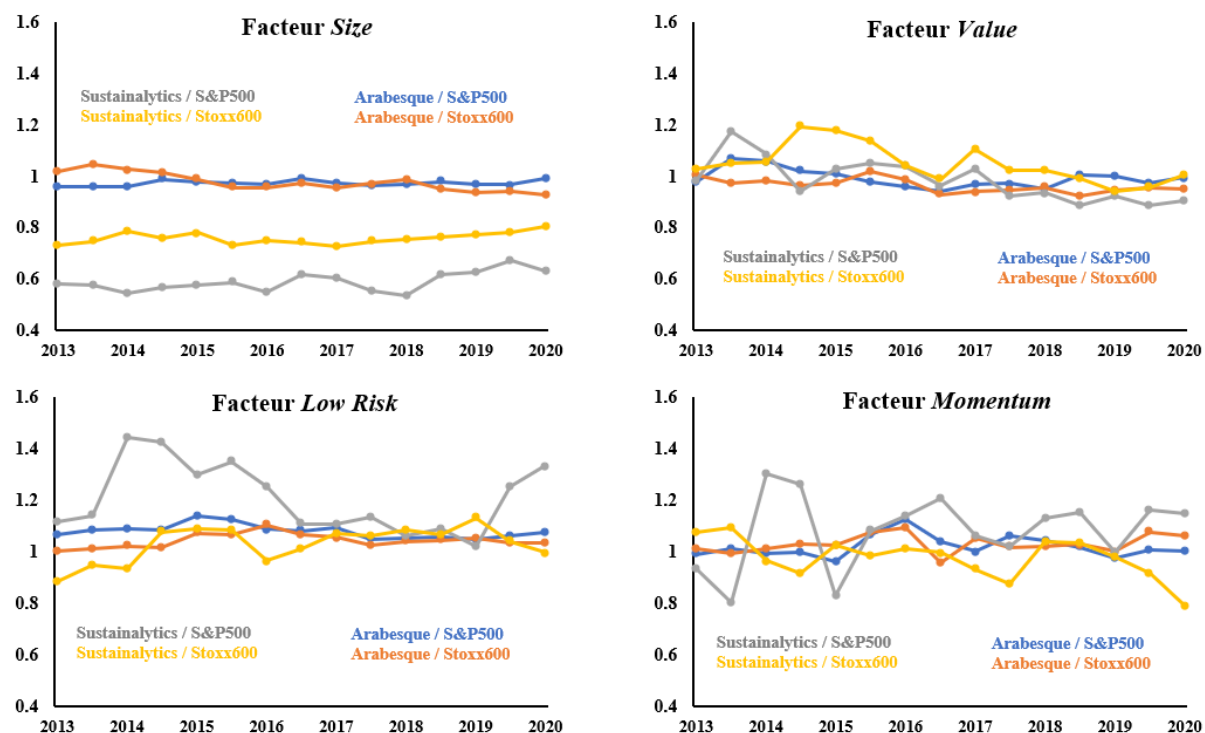 Facteur Size
1.6
1.4
1.2
1
0.8
0.6
0.4
Sustainalytics / S&P500
Sustainalytics / Stoxx600
Arabesque / S&P500
Arabesque / Stoxx600
2013 2014 2015 2016 2017 2018 2019 2020
Facteur Value
1.6
1.4
1.2
1
0.8
0.6
0.4
Sustainalytics / S&P500
Sustainalytics / Stoxx600
Arabesque / S&P500
Arabesque / Stoxx600
2013 2014 2015 2016 2017 2018 2019 2020
Facteur Low Risk
1.6
1.4
1.2
1
0.8
0.6
0.4
Sustainalytics / S&P500
Sustainalytics / Stoxx600
Arabesque / S&P500
Arabesque / Stoxx600
2013 2014 2015 2016 2017 2018 2019 2020
Facteur Momentum
1.6
1.4
1.2
1
0.8
0.6
0.4
Sustainalytics / S&P500
Sustainalytics / Stoxx600
Arabesque / S&P500
Arabesque / Stoxx600
2013 2014 2015 2016 2017 2018 2019 2020